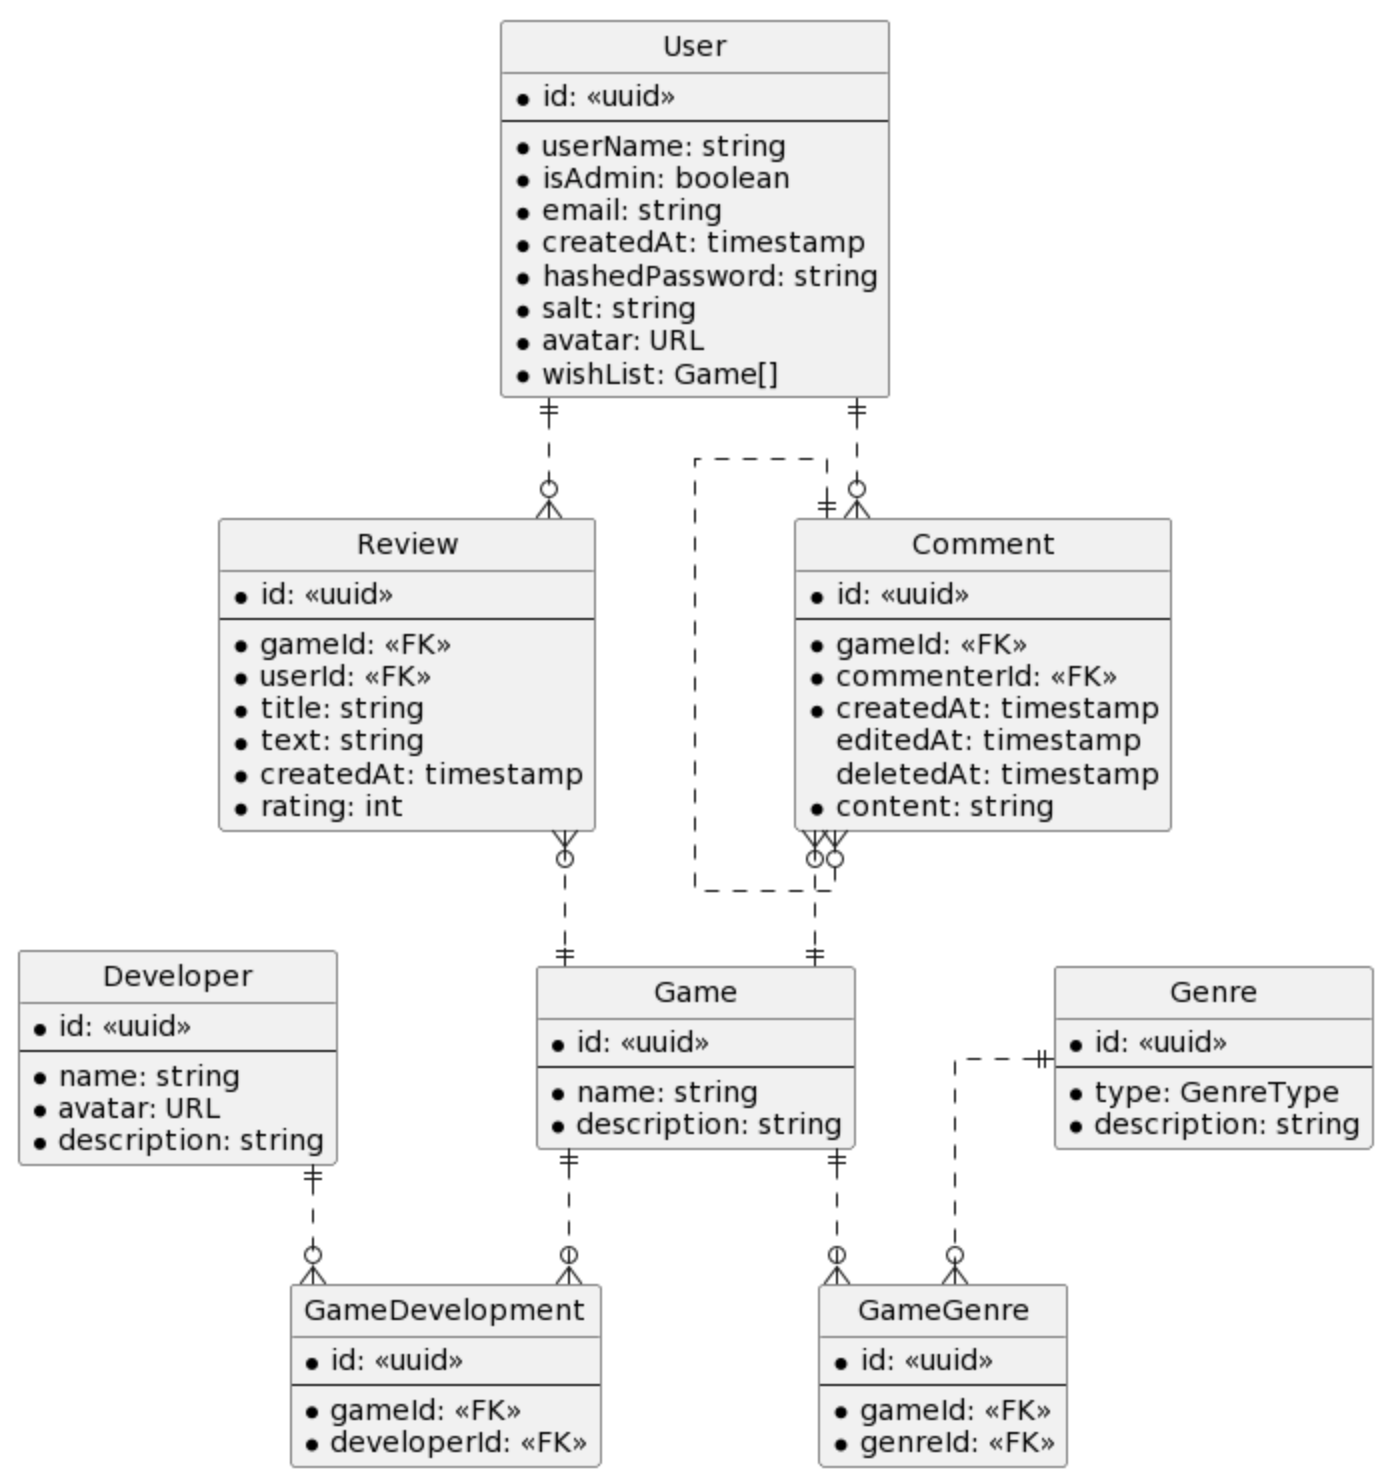 User
id: «uuid»
userName: string
isAdmin: boolean
email: string
createdAt: timestamp
hashedPassword: string
salt: string
avatar: URL
wishList: Game[]
Review
id: «uuid»
gameId: «FK»
userId: «FK»
title: string
text: string
createdAt: timestamp
rating: int
Comment
id: «uuid»
gameId: «FK»
commenterId: «FK»
createdAt: timestamp
editedAt: timestamp
deletedAt: timestamp
content: string
Developer
id: «uuid»
name: string
avatar: URL
description: string
Game
id: «uuid»
name: string
description: string
Genre
id: «uuid»
type: GenreType
description: string
GameDevelopment
id: «uuid»
gameId: «FK»
developerId: «FK»
GameGenre
id: «uuid»
gameId: «FK»
genreId: «FK»